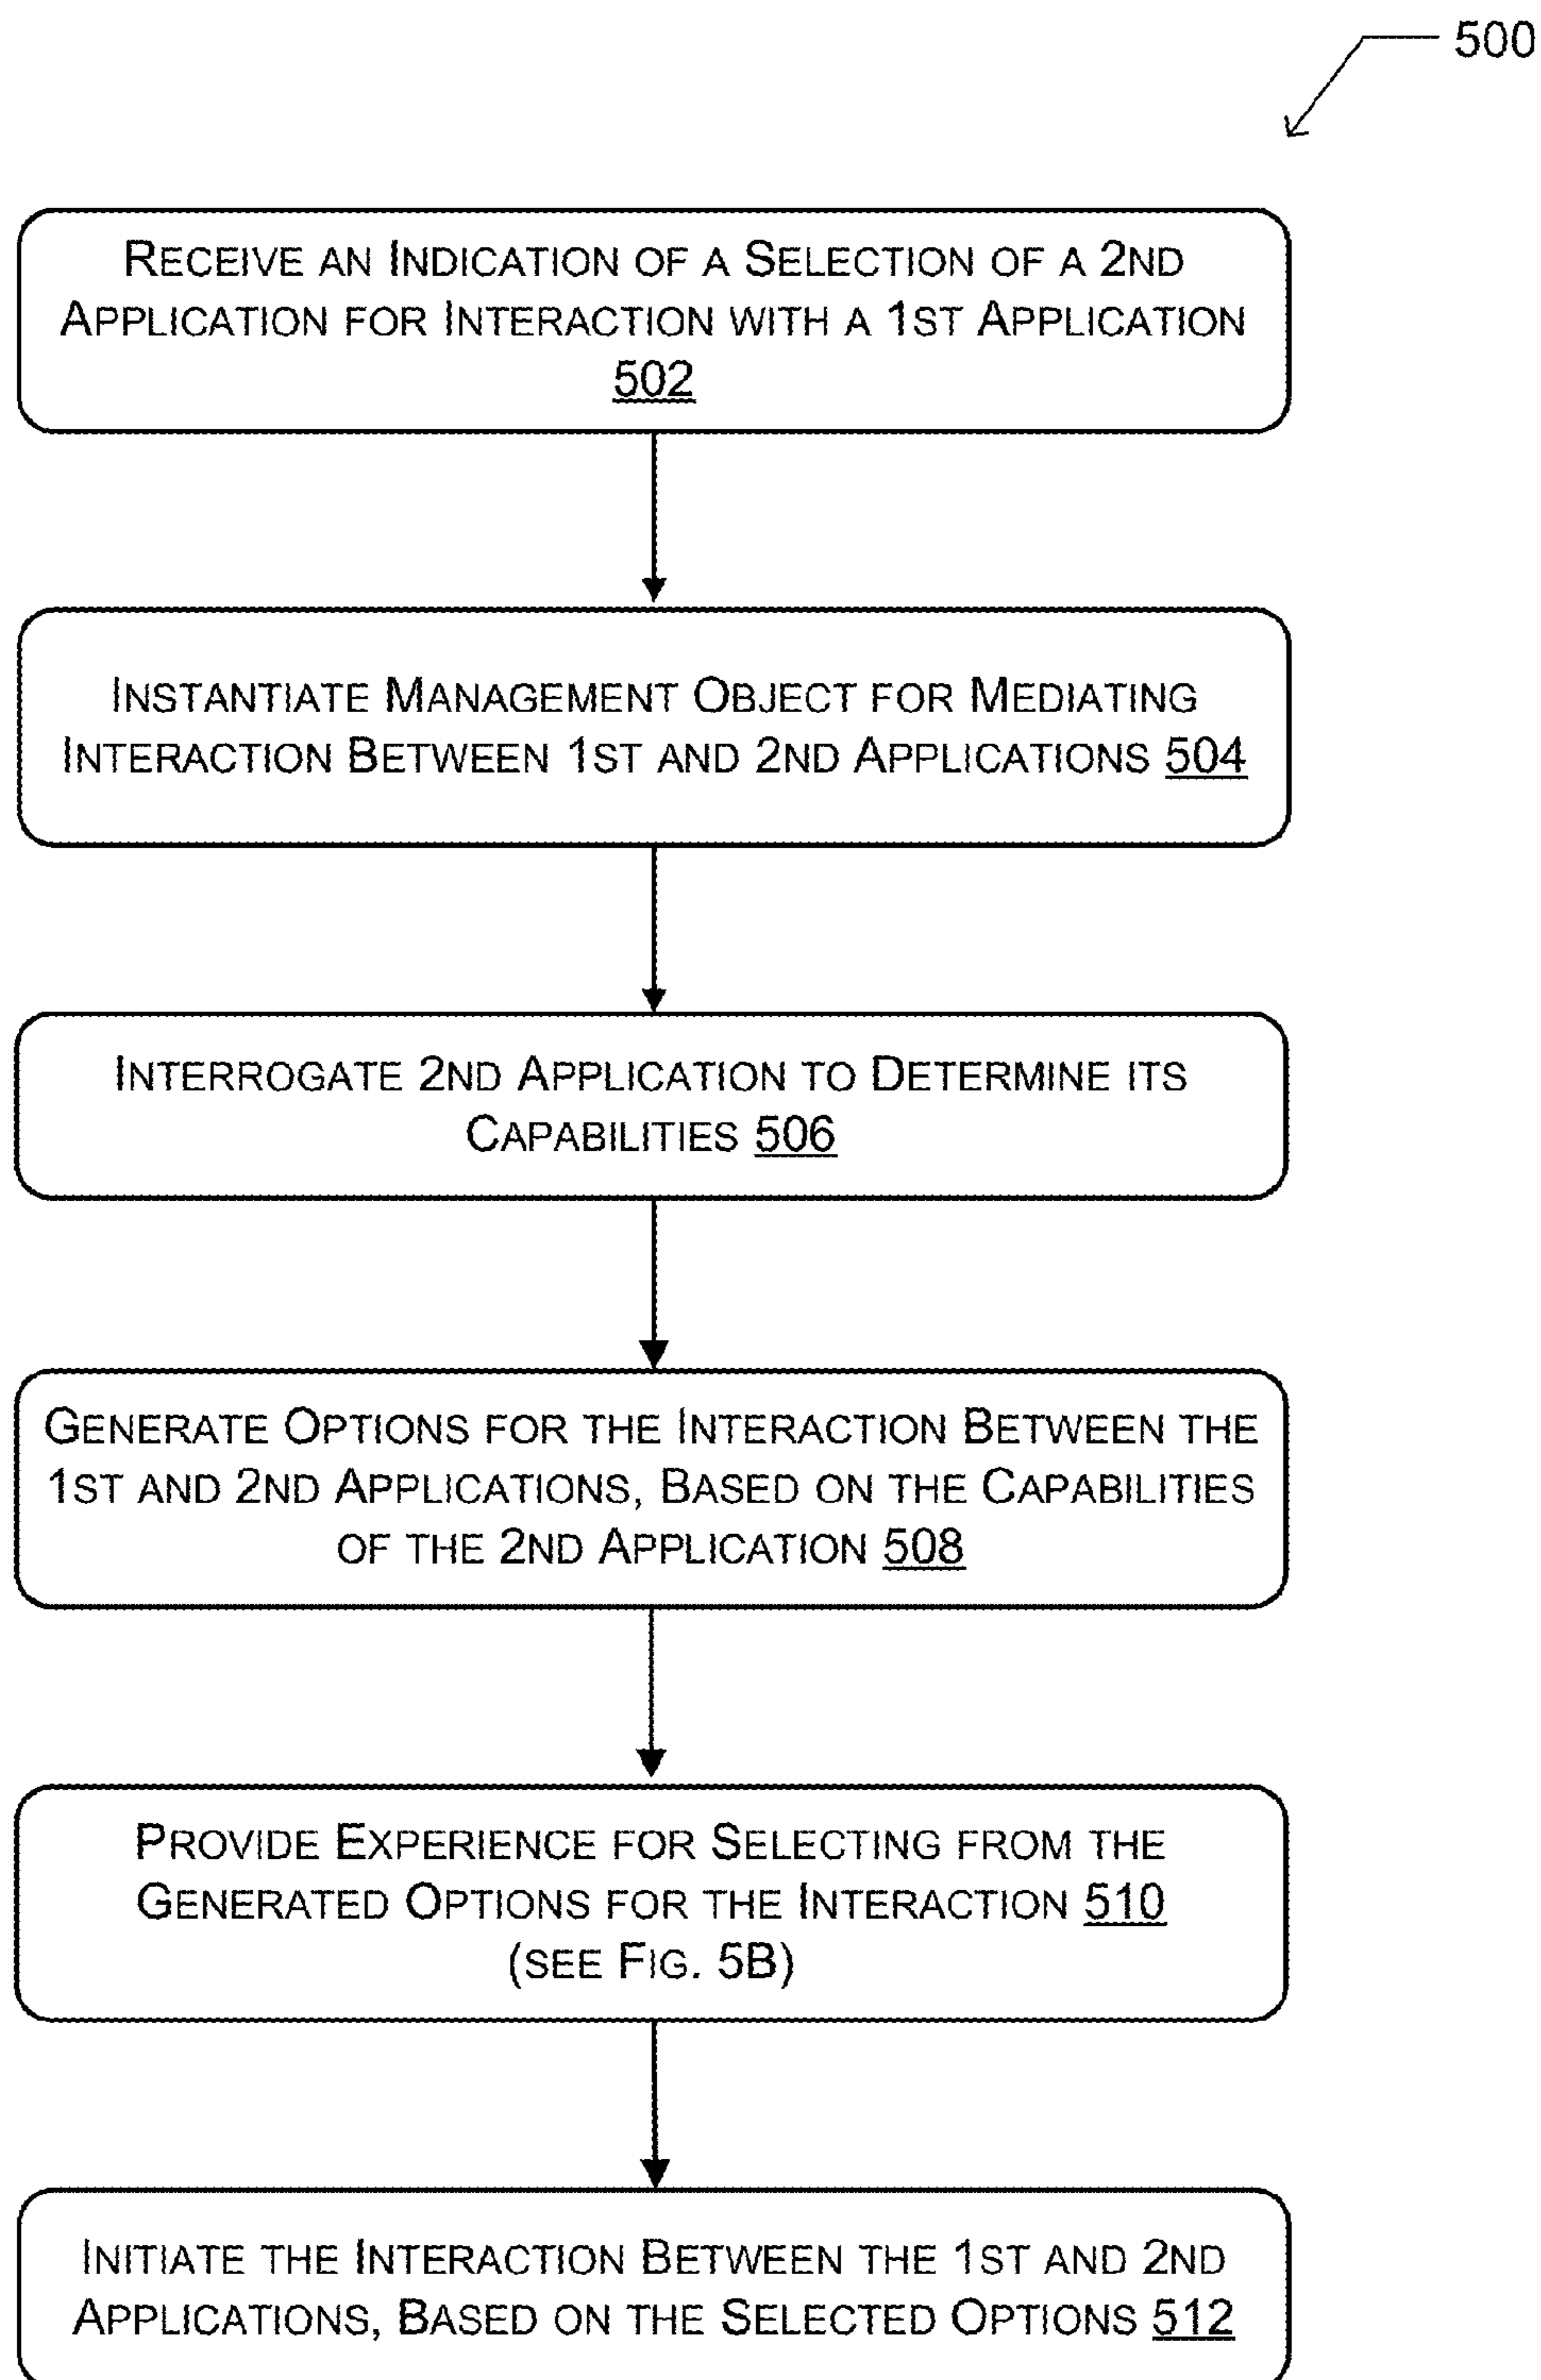 500
RECEIVE AN INDICATION OF A SELECTION OF A 2ND
APPLICATION FOR INTERACTION WITH A 1ST APPLICATION
502
INSTANTIATE MANAGEMENT OBJECT FOR MEDIATING
INTERACTION BETWEEN 1ST AND 2ND APPLICATIONS 504
INTERROGATE 2ND APPLICATION TO DETERMINE ITS
CAPABILITIES 506
GENERATE OPTIONS FOR THE INTERACTION BETWEEN THE
1ST AND 2ND APPLICATIONS, BASED ON THE CAPABILITIES
OF THE 2ND APPLICATION 508
PROVIDE EXPERIENCE FOR SELECTING FROM THE
GENERATED OPTIONS FOR THE INTERACTION 510
(SEE FIG. 5B)
INITIATE THE INTERACTION BETWEEN THE 1ST AND 2ND
APPLICATIONS, BASED ON THE SELECTED OPTIONS 512